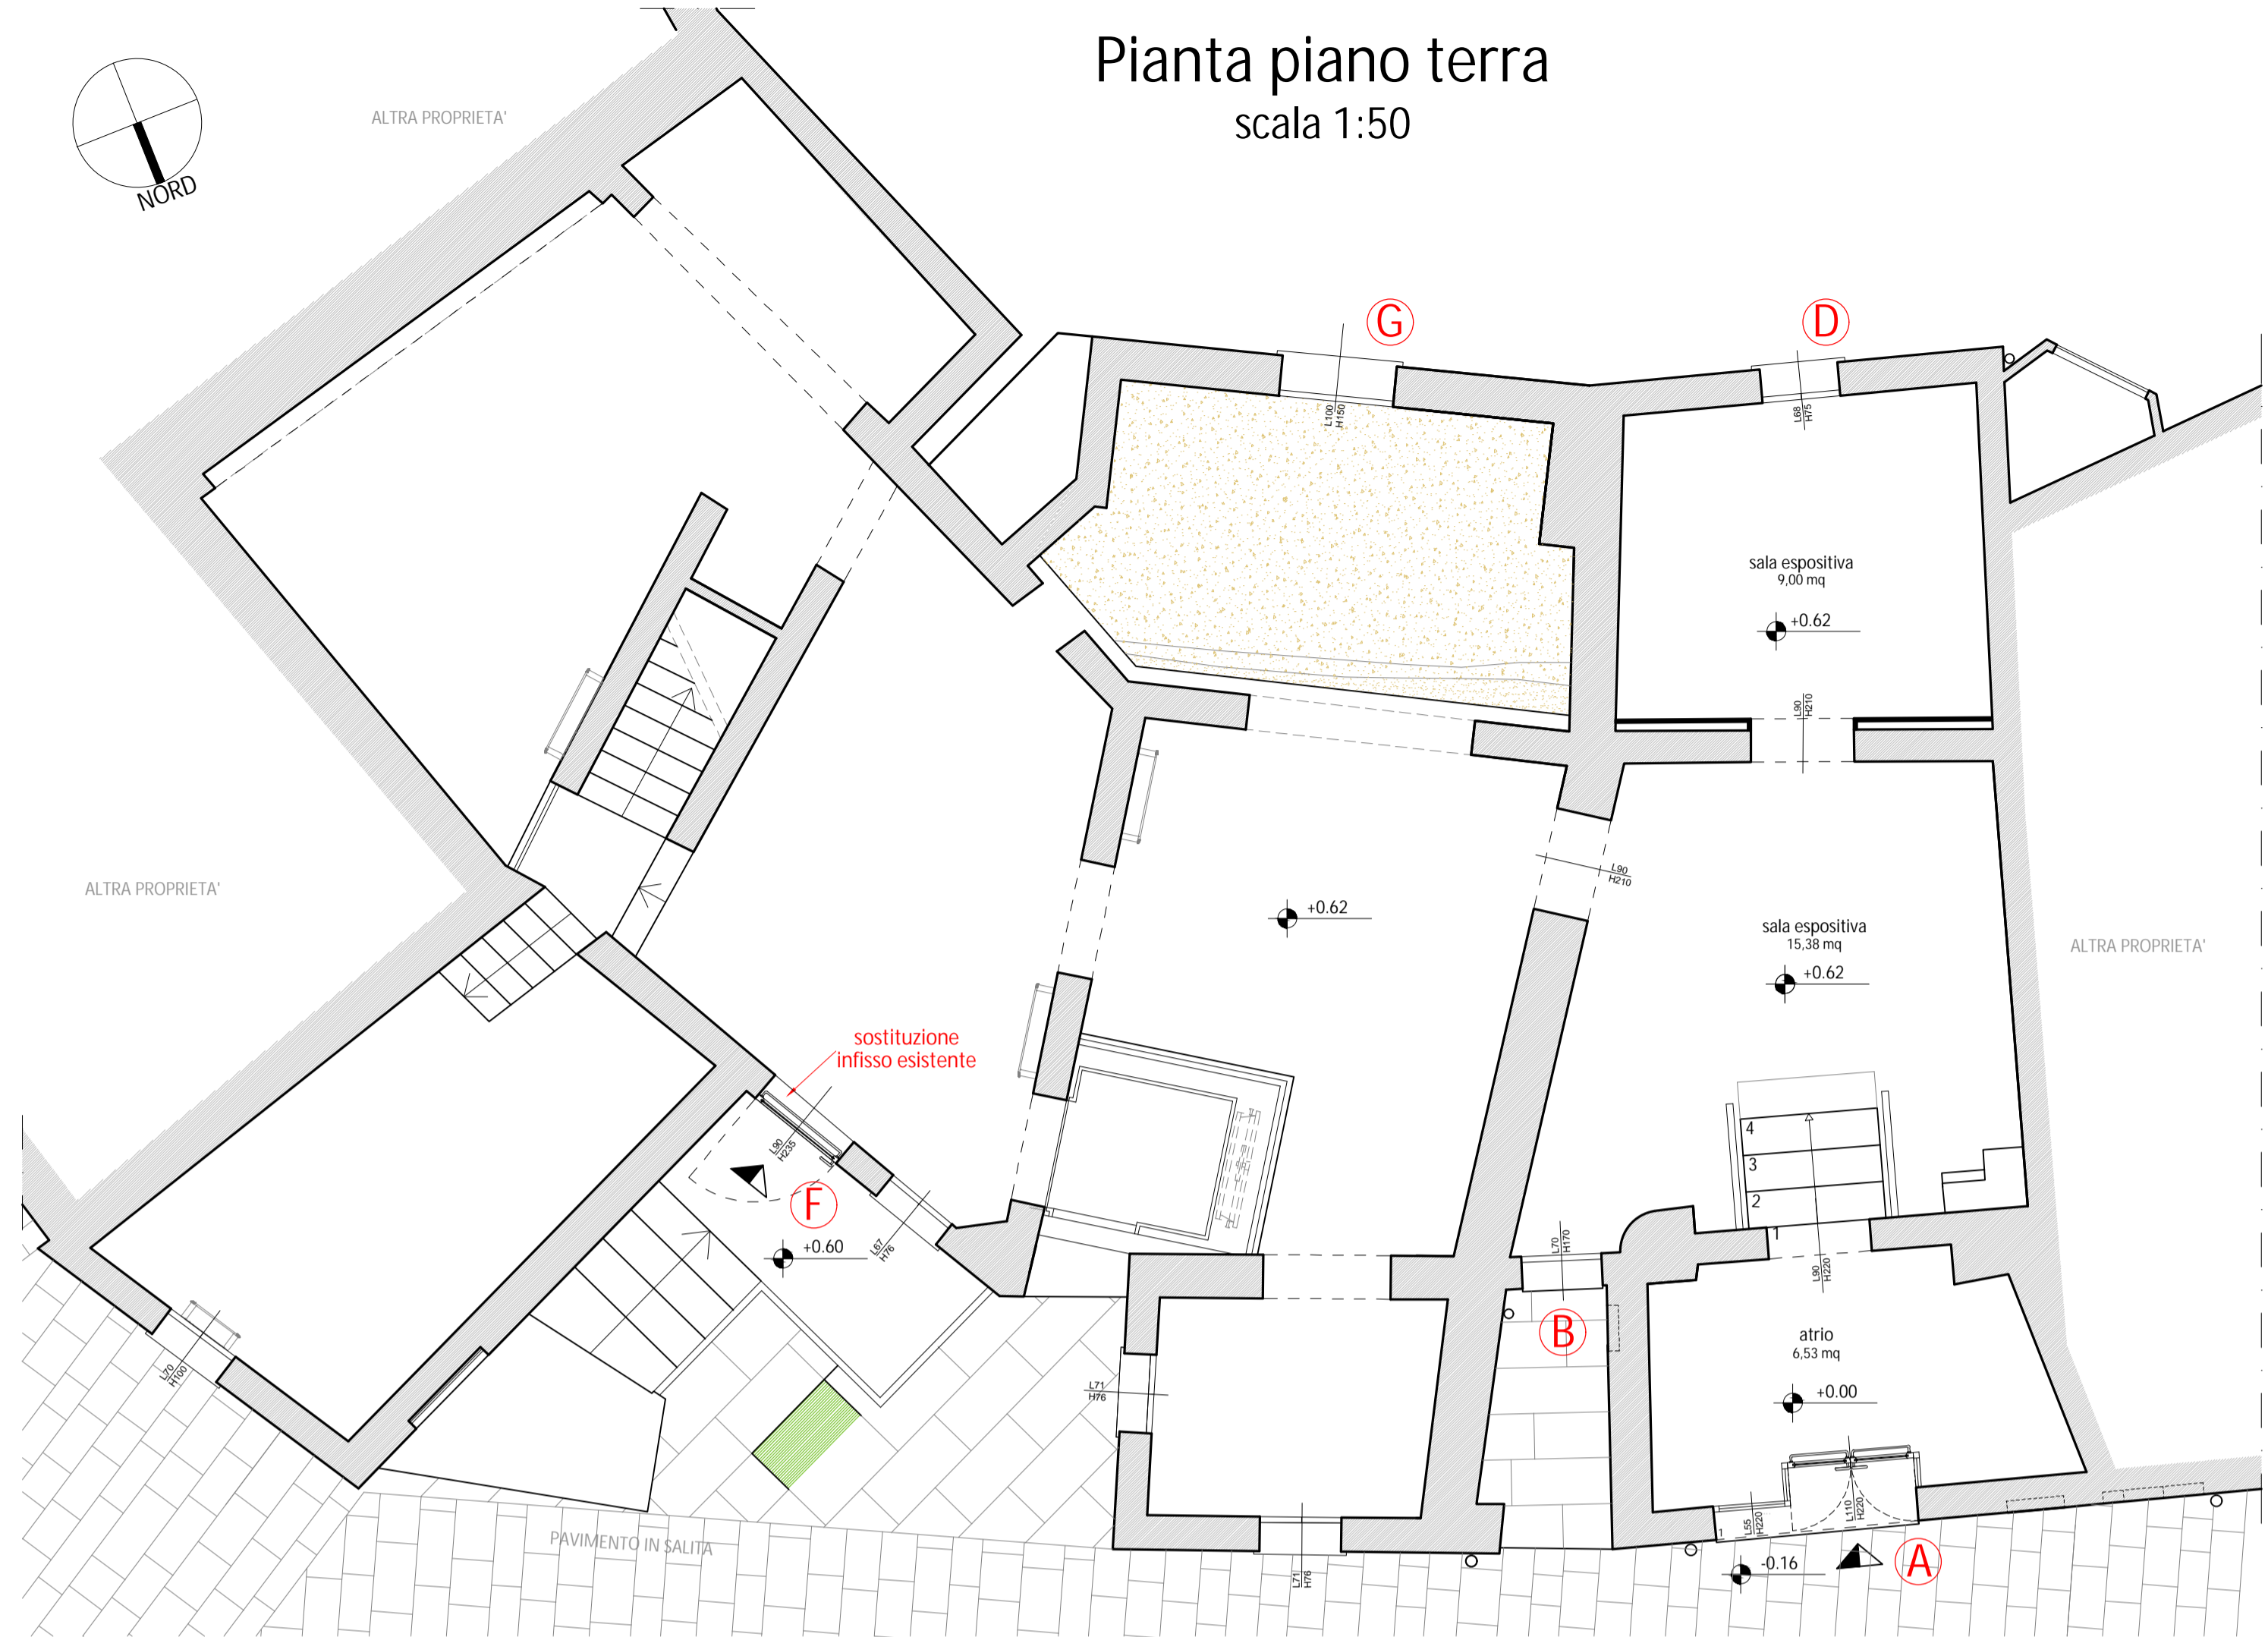 Pianta piano terra
scala 1:50
NORD
ALTRA PROPRIETA'
G
D
L100
H150
L68
H75
sala espositiva
9,00 mq
+0.62
L90
H210
ALTRA PROPRIETA'
L90
H210
+0.62
sala espositiva
15,38 mq
+0.62
ALTRA PROPRIETA'
sostituzione
infisso esistente
L90
H235
F
+0.60
L67
H76
4
3
2
1
L70
H170
L90
H220
B
atrio
6,53 mq
+0.00
L70
H100
L71
H76
PAVIMENTO IN SALITA
L71
H76
1
L55
H220
L110
H220
-0.16
A